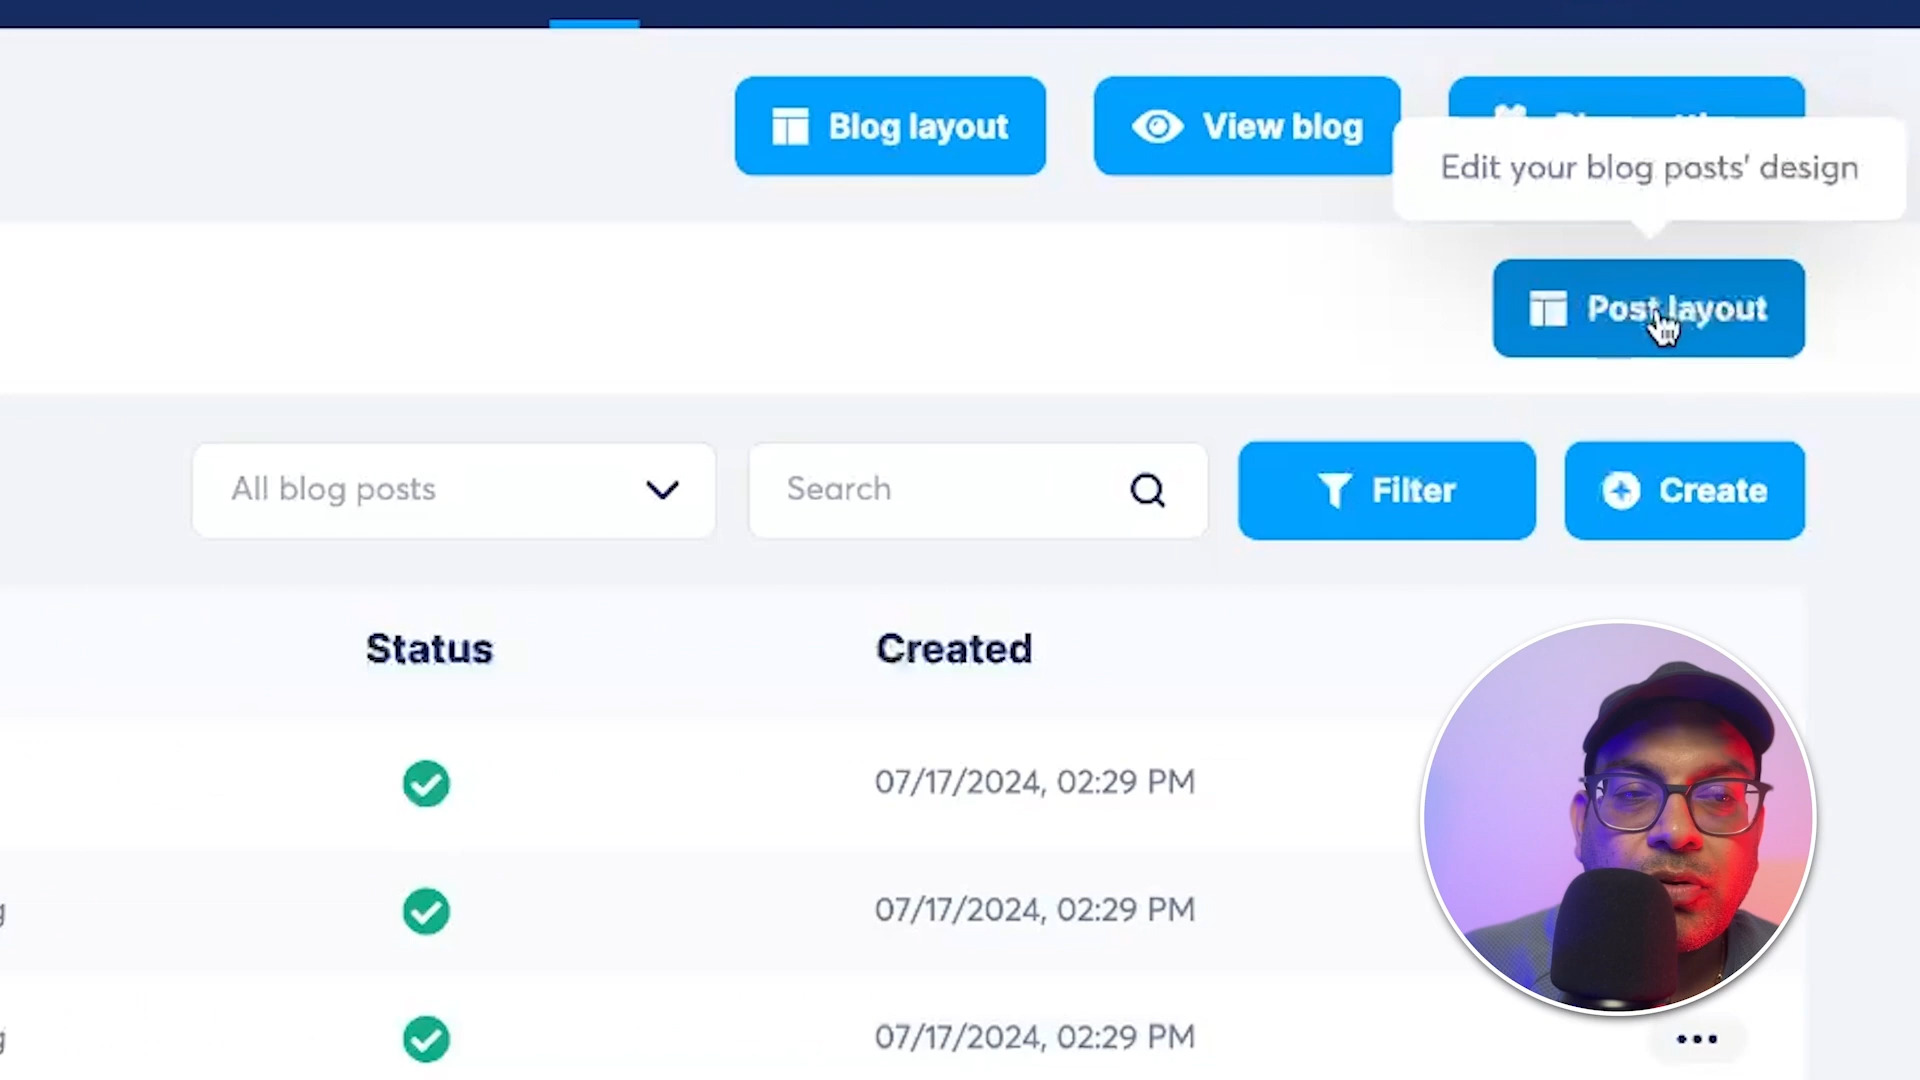 Blog layout
View blog
Edit your blog posts' design
Post layout
All blog posts
Search
Filter
Create
Status
Created
07/17/2024, 02:29 PM
07/17/2024, 02:29 PM
07/17/2024, 02:29 PM